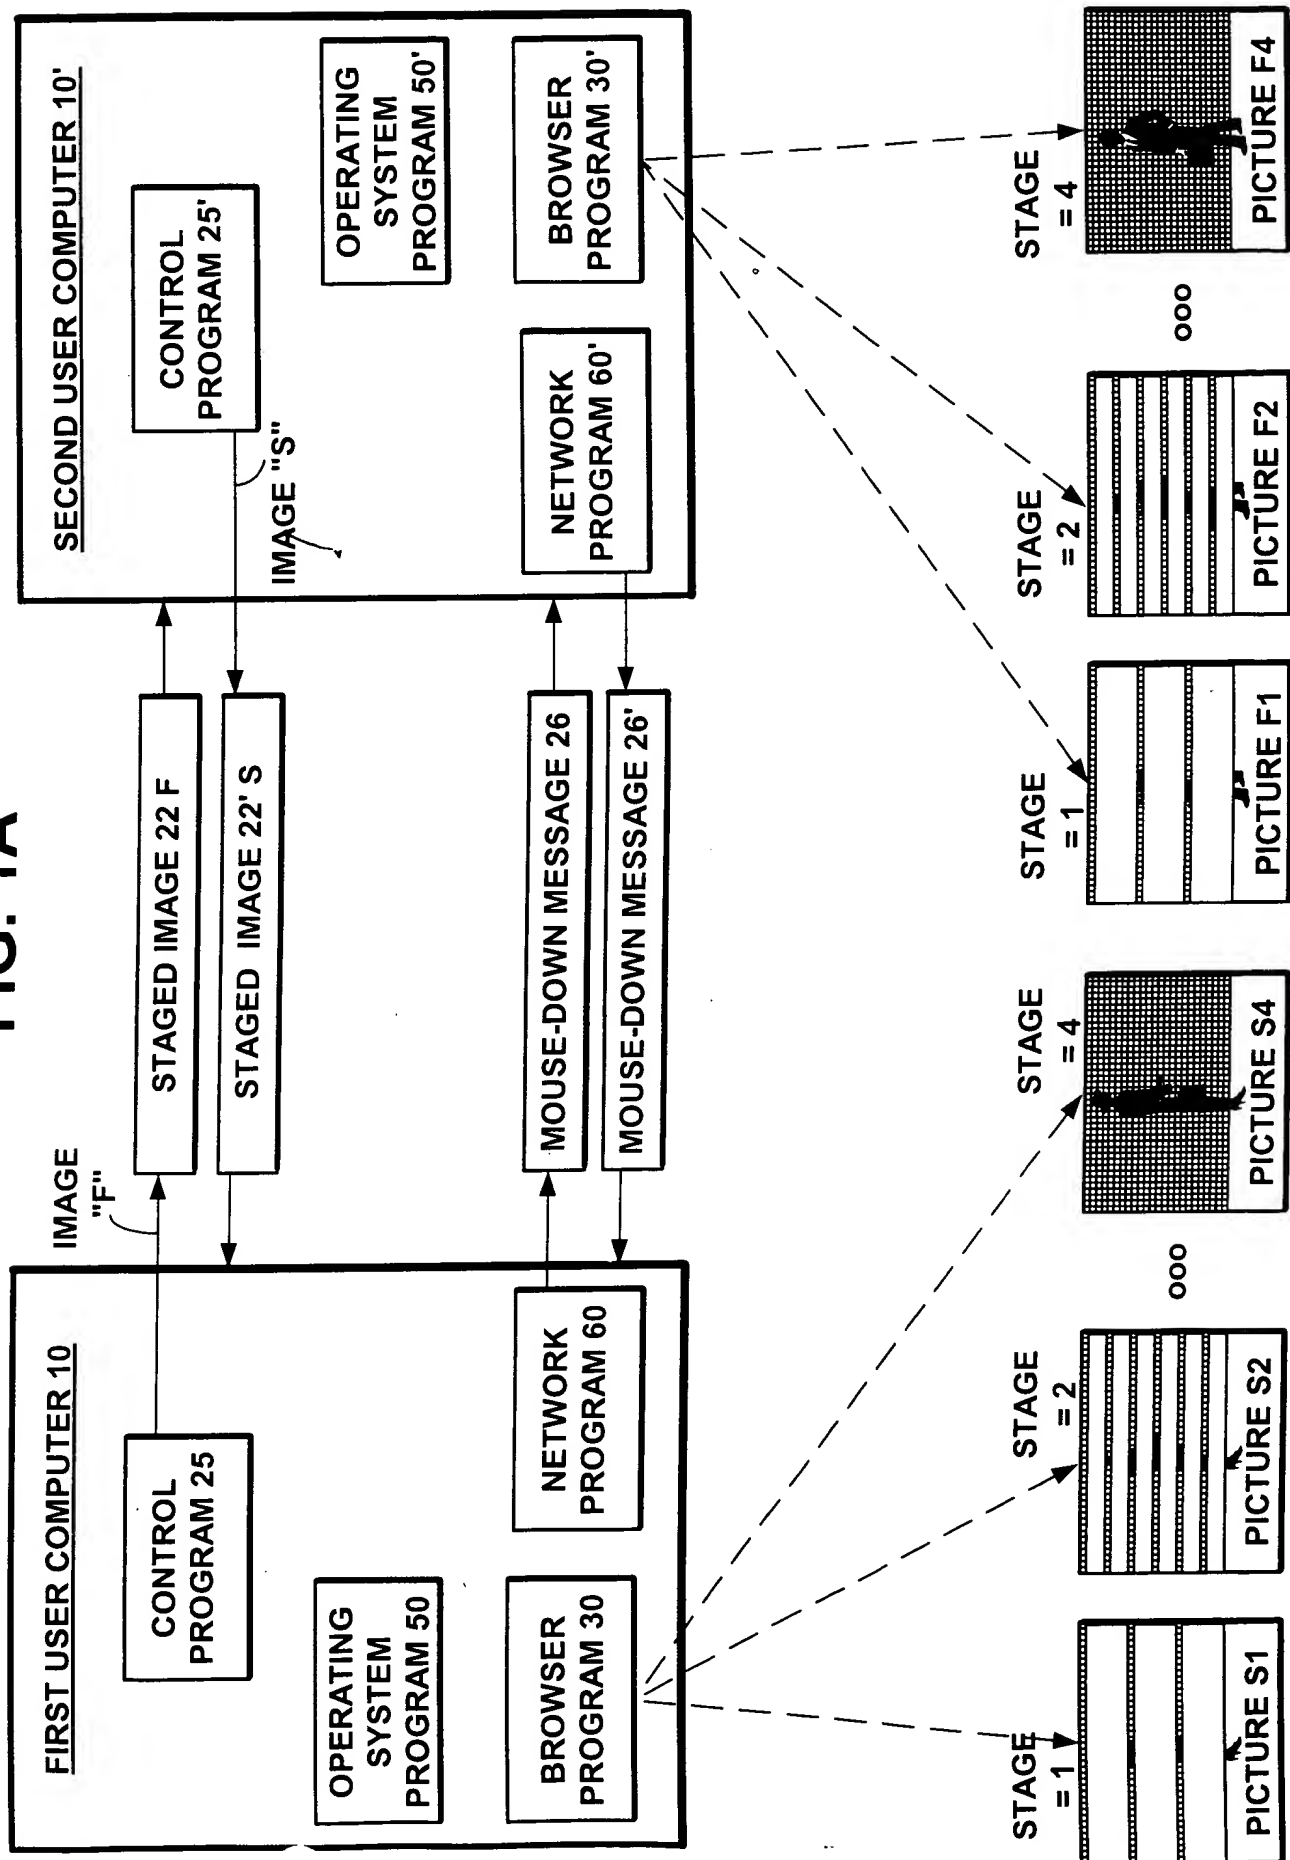 FIG. 1A
FIRST USER COMPUTER 10
CONTROL
PROGRAM 25
OPERATING
SYSTEM
PROGRAM 50
BROWSER
PROGRAM 30
NETWORK
PROGRAM 60
IMAGE
"F"
STAGED IMAGE 22 F
STAGED IMAGE 22' S
MOUSE-DOWN MESSAGE 26
MOUSE-DOWN MESSAGE 26'
SECOND USER COMPUTER 10'
CONTROL
PROGRAM 25'
IMAGE "S"
OPERATING
SYSTEM
PROGRAM 50'
NETWORK
PROGRAM 60'
BROWSER
PROGRAM 30'
STAGE
= 1
PICTURE S1
STAGE
= 2
PICTURE S2
ooo
STAGE
= 4
PICTURE S4
STAGE
= 1
PICTURE F1
STAGE
= 2
PICTURE F2
ooo
STAGE
= 4
PICTURE F4